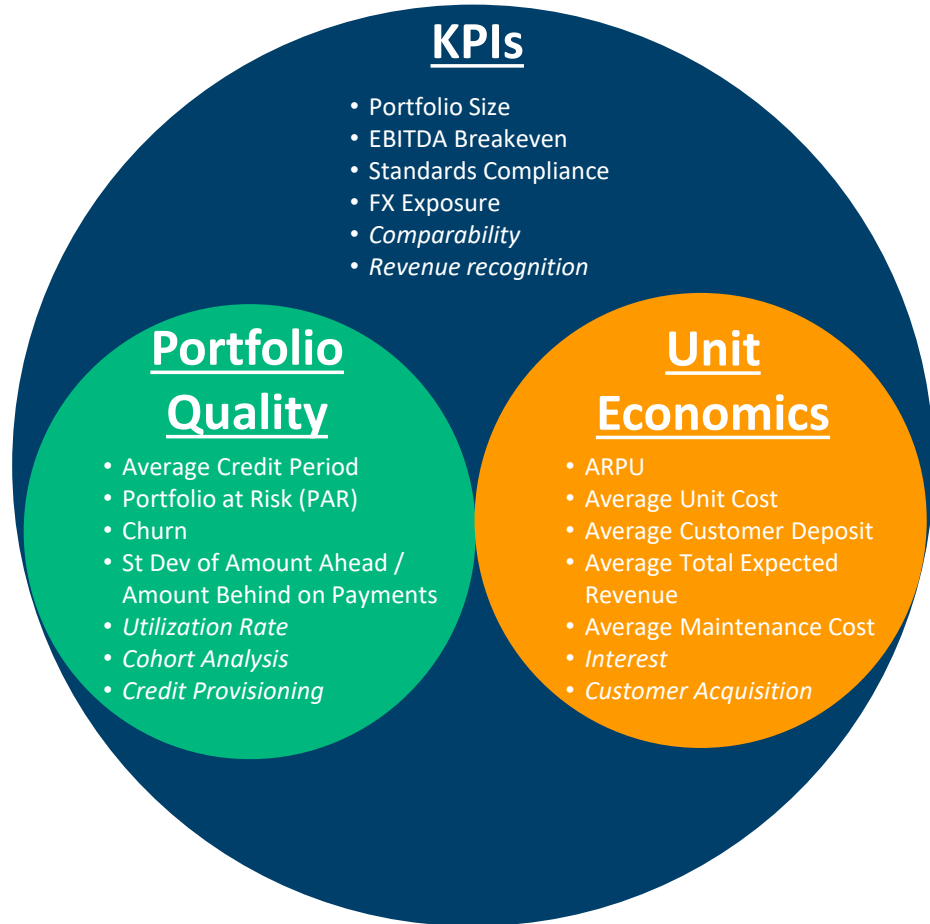 KPIs
• Portfolio Size
• EBITDA Breakeven
• Standards Compliance
• FX Exposure
• Comparability
• Revenue recognition
Portfolio
Quality
• Average Credit Period
• Portfolio at Risk (PAR)
• Churn
• St Dev of Amount Ahead /
Amount Behind on Payments
• Utilization Rate
• Cohort Analysis
• Credit Provisioning
Unit
Economics
• ARPU
• Average Unit Cost
• Average Customer Deposit
• Average Total Expected
Revenue
• Average Maintenance Cost
• Interest
• Customer Acquisition